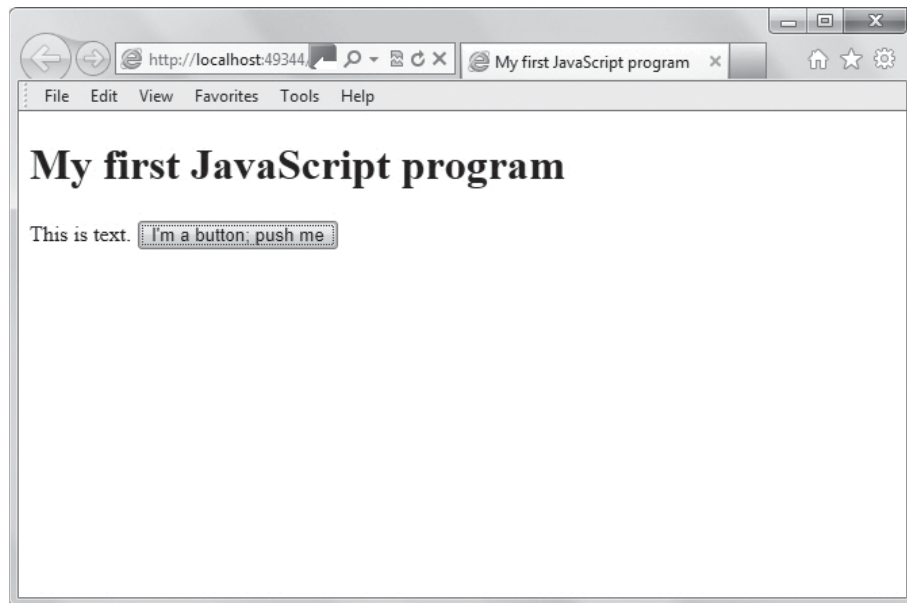 http://localhost:49344/
My first JavaScript program
File Edit View Favorites Tools Help
My first JavaScript program
This is text. I'm a button; push me